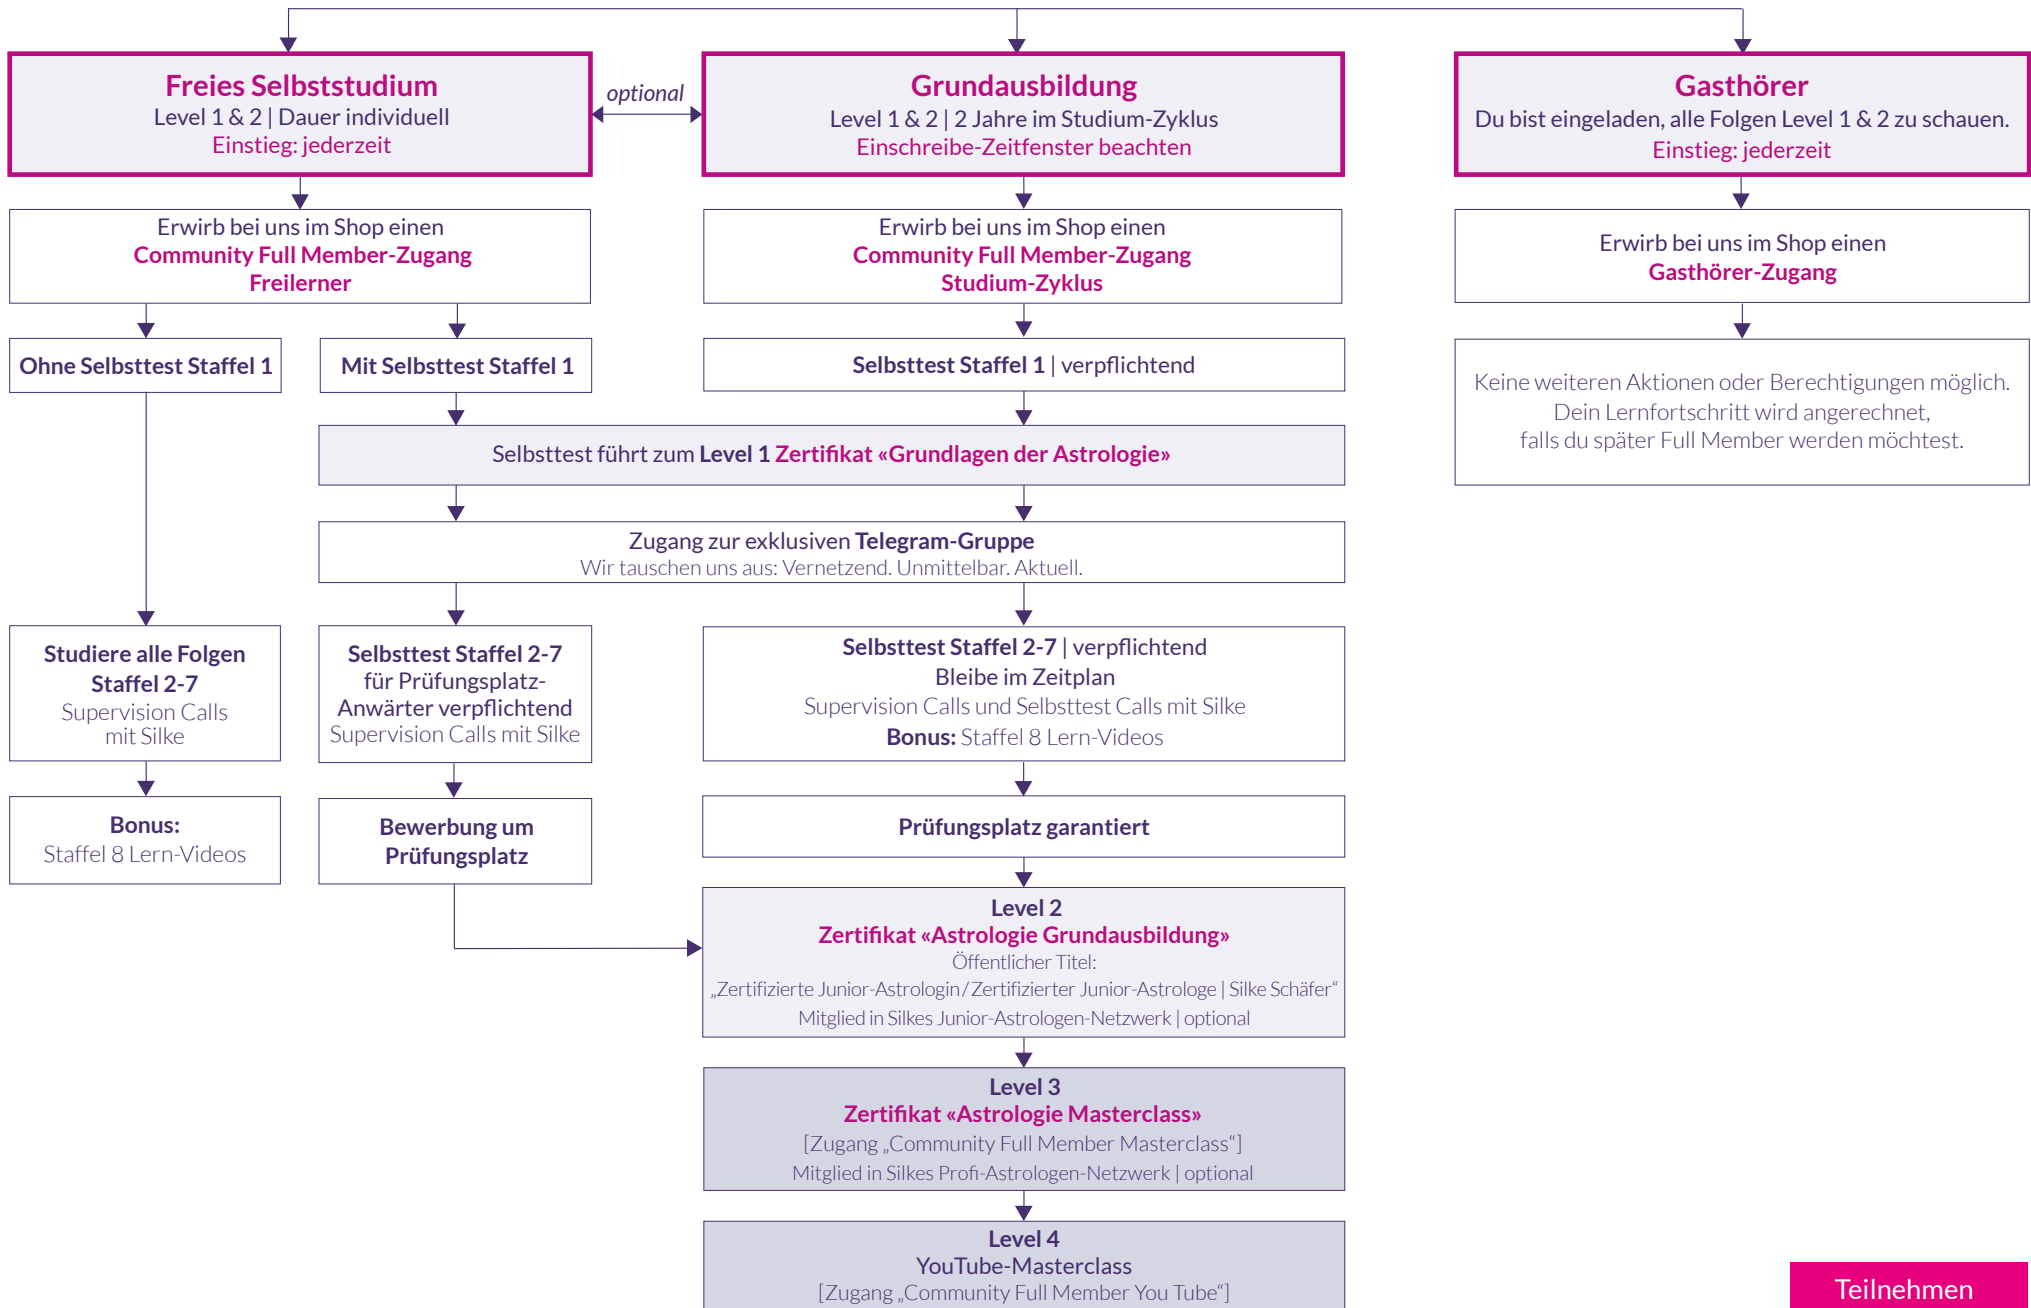 Freies Selbststudium
Level 1 & 2 | Dauer individuell
Einstieg: jederzeit
optional
Grundausbildung
Level 1 & 2 | 2 Jahre im Studium-Zyklus
Einschreibe-Zeitfenster beachten
Gasthörer
Du bist eingeladen, alle Folgen Level 1 & 2 zu schauen.
Einstieg: jederzeit
Erwirb bei uns im Shop einen
Community Full Member-Zugang
Freilerner
Erwirb bei uns im Shop einen
Community Full Member-Zugang
Studium-Zyklus
Erwirb bei uns im Shop einen
Gasthörer-Zugang
Ohne Selbsttest Staffel 1
Mit Selbsttest Staffel 1
Selbsttest Staffel 1 | verpflichtend
Keine weiteren Aktionen oder Berechtigungen möglich.
Dein Lernfortschritt wird angerechnet,
falls du später Full Member werden möchtest.
Selbsttest führt zum Level 1 Zertifikat «Grundlagen der Astrologie»
Zugang zur exklusiven Telegram-Gruppe
Wir tauschen uns aus: Vernetzend. Unmittelbar. Aktuell.
Studiere alle Folgen
Staffel 2-7
Supervision Calls
mit Silke
Selbsttest Staffel 2-7
für Prüfungsplatz-
Anwärter verpflichtend
Supervision Calls mit Silke
Selbsttest Staffel 2-7 | verpflichtend
Bleibe im Zeitplan
Supervision Calls und Selbsttest Calls mit Silke
Bonus: Staffel 8 Lern-Videos
Bonus:
Staffel 8 Lern-Videos
Bewerbung um
Prüfungsplatz
Prüfungsplatz garantiert
Level 2
Zertifikat «Astrologie Grundausbildung»
Öffentlicher Titel:
„Zertifizierte Junior-Astrologin / Zertifizierter Junior-Astrologe | Silke Schäfer“
Mitglied in Silkes Junior-Astrologen-Netzwerk | optional
Level 3
Zertifikat «Astrologie Masterclass»
[Zugang „Community Full Member Masterclass“]
Mitglied in Silkes Profi-Astrologen-Netzwerk | optional
Level 4
YouTube-Masterclass
[Zugang „Community Full Member You Tube“]
Teilnehmen